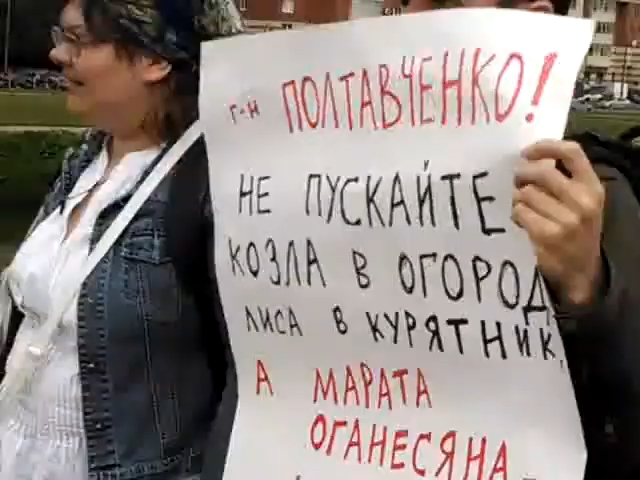 г-н ПОЛТАВЧЕНКО!
НЕ ПУСКАЙТЕ
КОЗЛА В ОГОРОД,
ЛИСА В КУРЯТНИК,
А МАРАТА
ОГАНЕСЯНА -